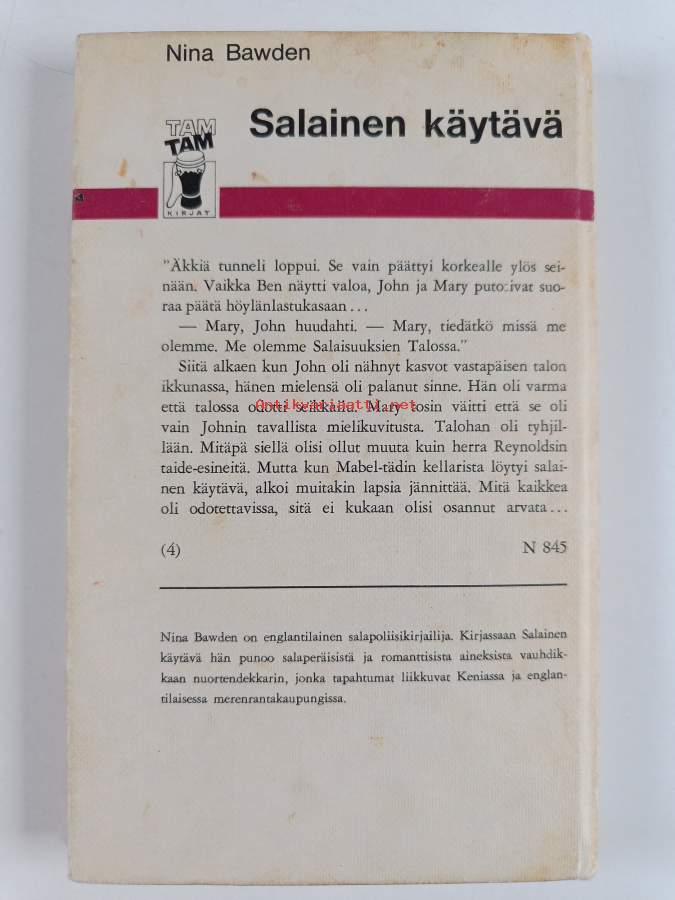 Nina Bawden
Salainen käytävä
TAM
TAM
KIRJAT
"Äkkiä tunneli loppui. Se vain päättyi korkealle ylös sei-
nään. Vaikka Ben näytti valoa, John ja Mary putosivat suo-
raa päätä höylänlastukasaan...
— Mary, John huudahti. — Mary, tiedätkö missä me
olemme. Me olemme Salaisuuksien Talossa."
Siitä alkaen kun John oli nähnyt kasvot vastapäisen talon
ikkunassa, hänen mielensä oli palanut sinne. Hän oli varma
että talossa odotti seikkailu. Mary tosin väitti että se oli
Antikvariaatti.net
vain Johnin tavallista mielikuvitusta. Talohan oli tyhjil-
lään. Mitäpä siellä olisi ollut muuta kuin herra Reynoldsin
taide-esineitä. Mutta kun Mabel-tädin kellarista löytyi salai-
nen käytävä, alkoi muitakin lapsia jännittää. Mitä kaikkea
oli odotettavissa, sitä ei kukaan olisi osannut arvata...
(4) N 845
Nina Bawden on englantilainen salapoliisikirjailija. Kirjassaan Salainen
käytävä hän punoo salaperäisistä ja romanttisista aineksista vauhdik-
kaan nuortendekkarin, jonka tapahtumat liikkuvat Keniassa ja englan-
tilaisessa merenrantakaupungissa.